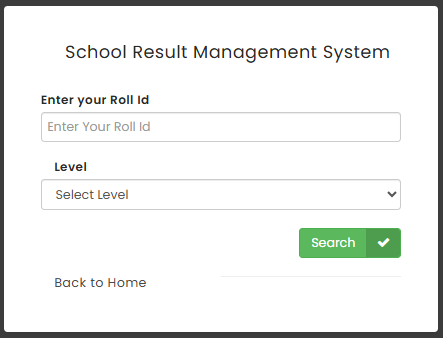 School Result Management System
Enter your Roll Id
Enter Your Roll Id
Level
Select Level
Search
Back to Home